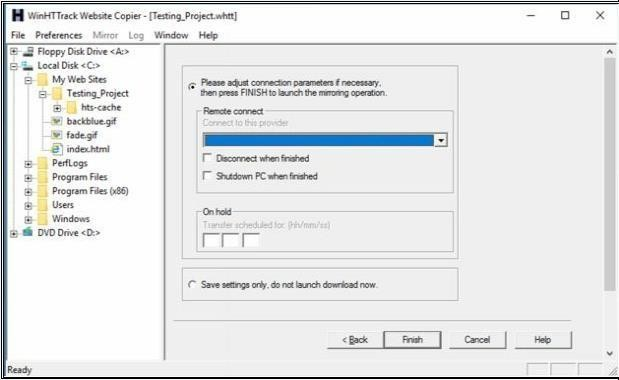 WinHTTrack Website Copier - [Testing_Project.whtt]
File Preferences Mirror Log Window Help
Floppy Disk Drive <A:>
Local Disk <C:>
My Web Sites
Testing_Project
hts-cache
backblue.gif
fade.gif
index.html
PerfLogs
Program Files
Program Files (x86)
Users
Windows
DVD Drive <D:>
Please adjust connection parameters if necessary,
then press FINISH to launch the mirroring operation.
Remote connect
Connect to this provider
Disconnect when finished
Shutdown PC when finished
On hold
Transfer scheduled for: (hh/mm/ss)
Save settings only, do not launch download now.
< Back Finish Cancel Help
Ready